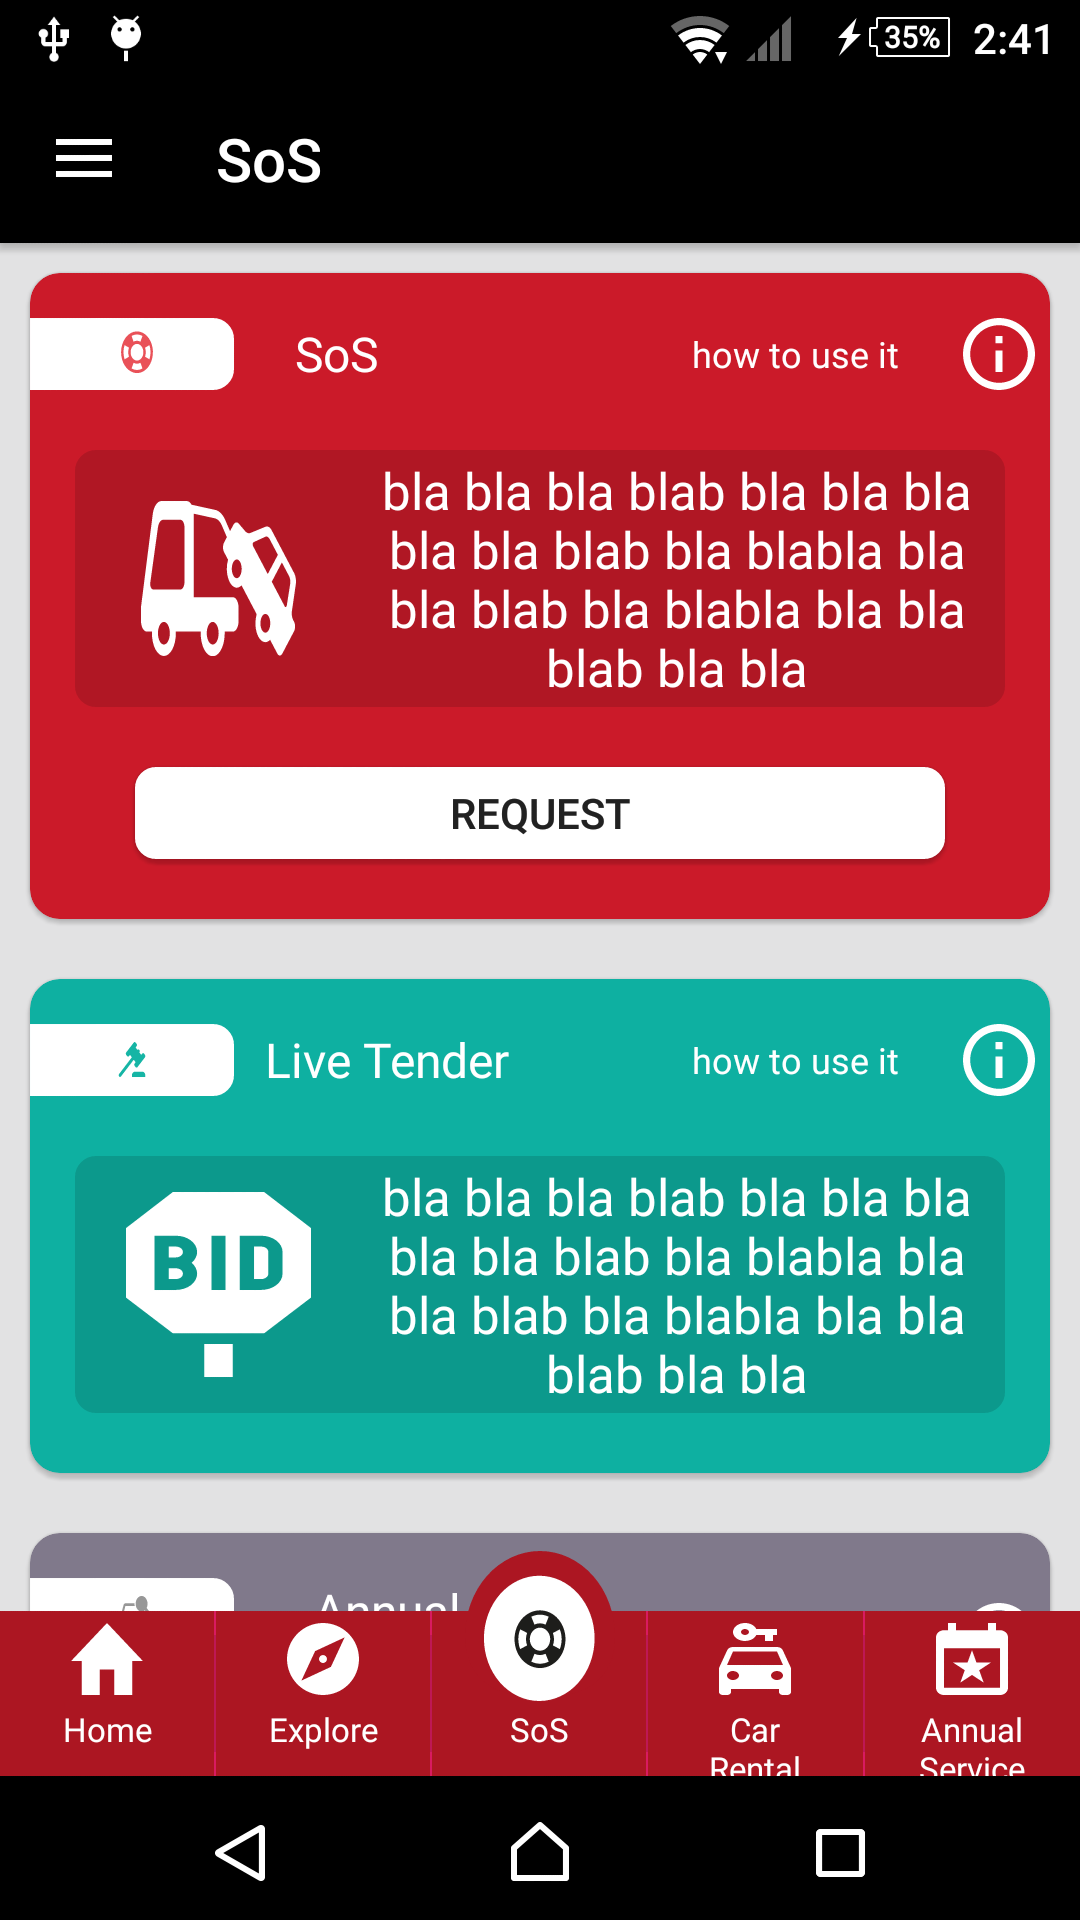 35% 2:41
SoS
SoS how to use it
bla bla bla blab bla bla bla
bla bla blab bla blabla bla
bla blab bla blabla bla bla
blab bla bla
REQUEST
Live Tender how to use it
BID
bla bla bla blab bla bla bla
bla bla blab bla blabla bla
bla blab bla blabla bla bla
blab bla bla
Annual
Home Explore SoS Car Annual
Rental Service